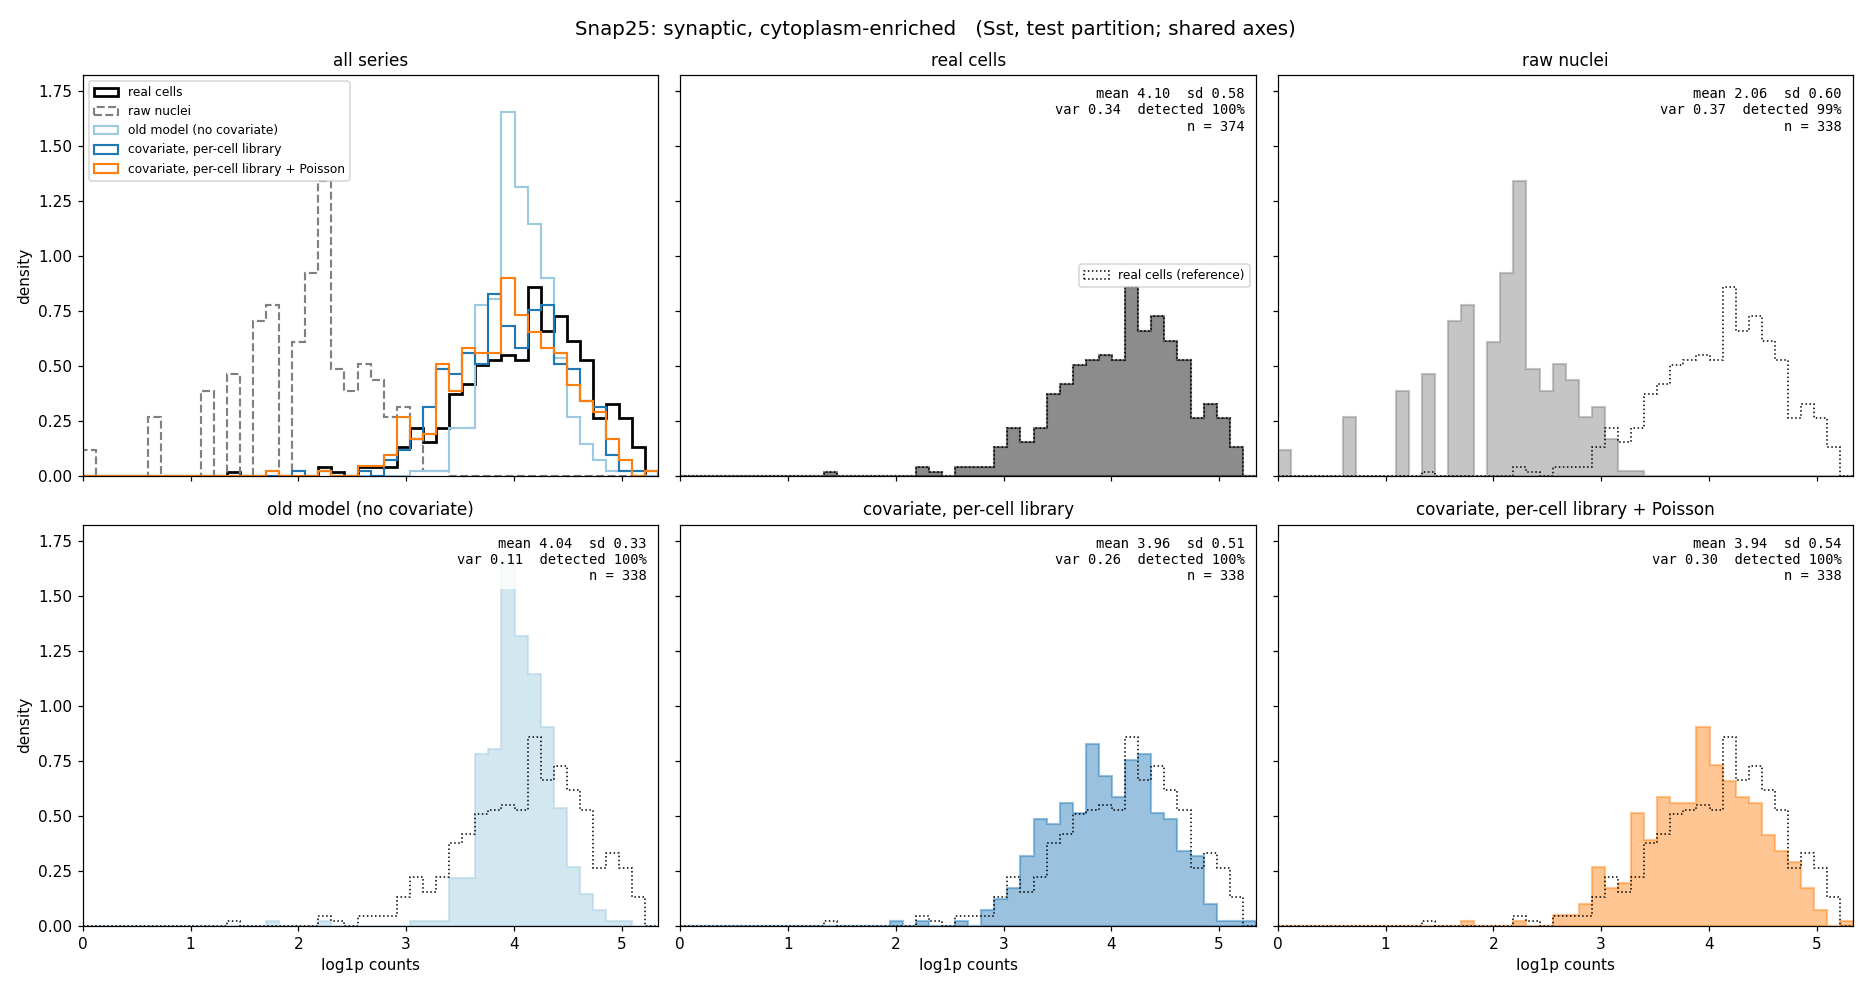 Snap25: synaptic, cytoplasm-enriched (Sst, test partition; shared axes)
all series
real cells
raw nuclei
density
1.75
1.50
1.25
1.00
0.75
0.50
0.25
0.00
real cells
raw nuclei
old model (no covariate)
covariate, per-cell library
covariate, per-cell library + Poisson
mean 4.10 sd 0.58
var 0.34 detected 100%
n = 374
real cells (reference)
mean 2.06 sd 0.60
var 0.37 detected 99%
n = 338
old model (no covariate)
covariate, per-cell library
covariate, per-cell library + Poisson
density
1.75
1.50
1.25
1.00
0.75
0.50
0.25
0.00
mean 4.04 sd 0.33
var 0.11 detected 100%
n = 338
mean 3.96 sd 0.51
var 0.26 detected 100%
n = 338
mean 3.94 sd 0.54
var 0.30 detected 100%
n = 338
0 1 2 3 4 5
0 1 2 3 4 5
0 1 2 3 4 5
log1p counts
log1p counts
log1p counts